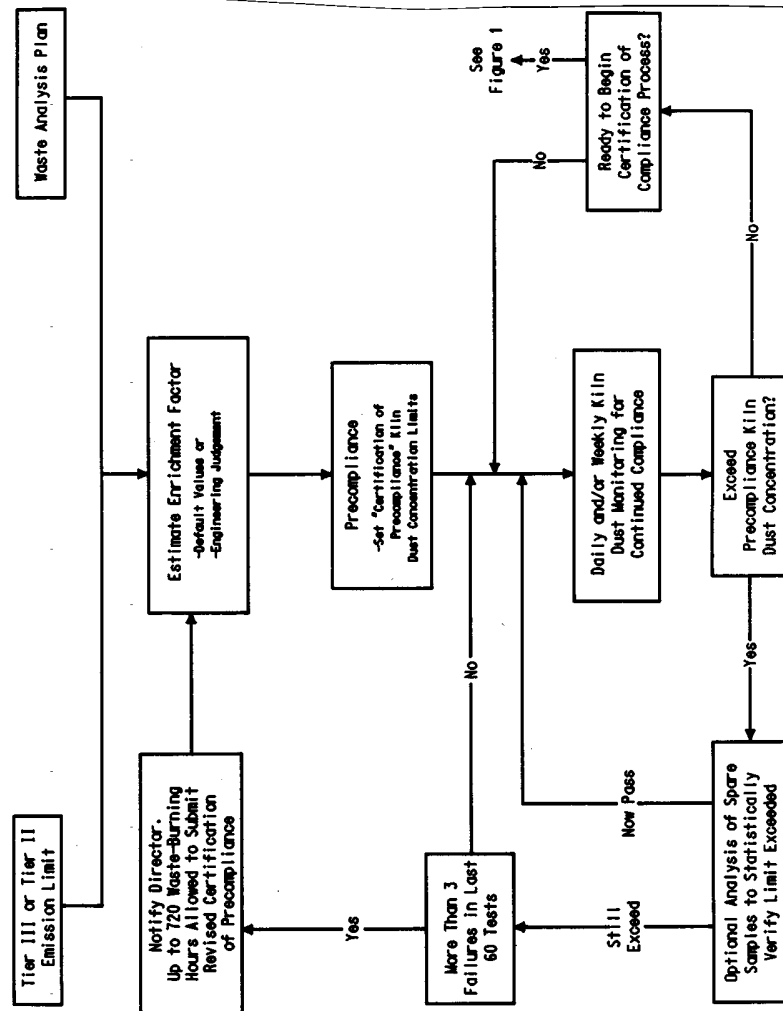 Tier III or Tier II
Emission Limit
Waste Analysis Plan
Notify Director.
Up to 720 Waste-Burning
Hours Allowed to Submit
Revised Certification
of Precompliance
Estimate Enrichment Factor
-Default Values or
-Engineering Judgement
Yes
Precompliance
-Set "Certification of
Precompliance" Kiln
Dust Concentration Limits
More Than 3
Failures in Last
60 Tests
No
No
See
Figure 1
Yes
Ready to Begin
Certification of
Compliance Process?
Still
Exceed
Now Pass
Daily and/or Weekly Kiln
Dust Monitoring for
Continued Compliance
No
Optional Analysis of Spare
Samples to Statistically
Verify Limit Exceeded
Yes
Exceed
Precompliance Kiln
Dust Concentration?